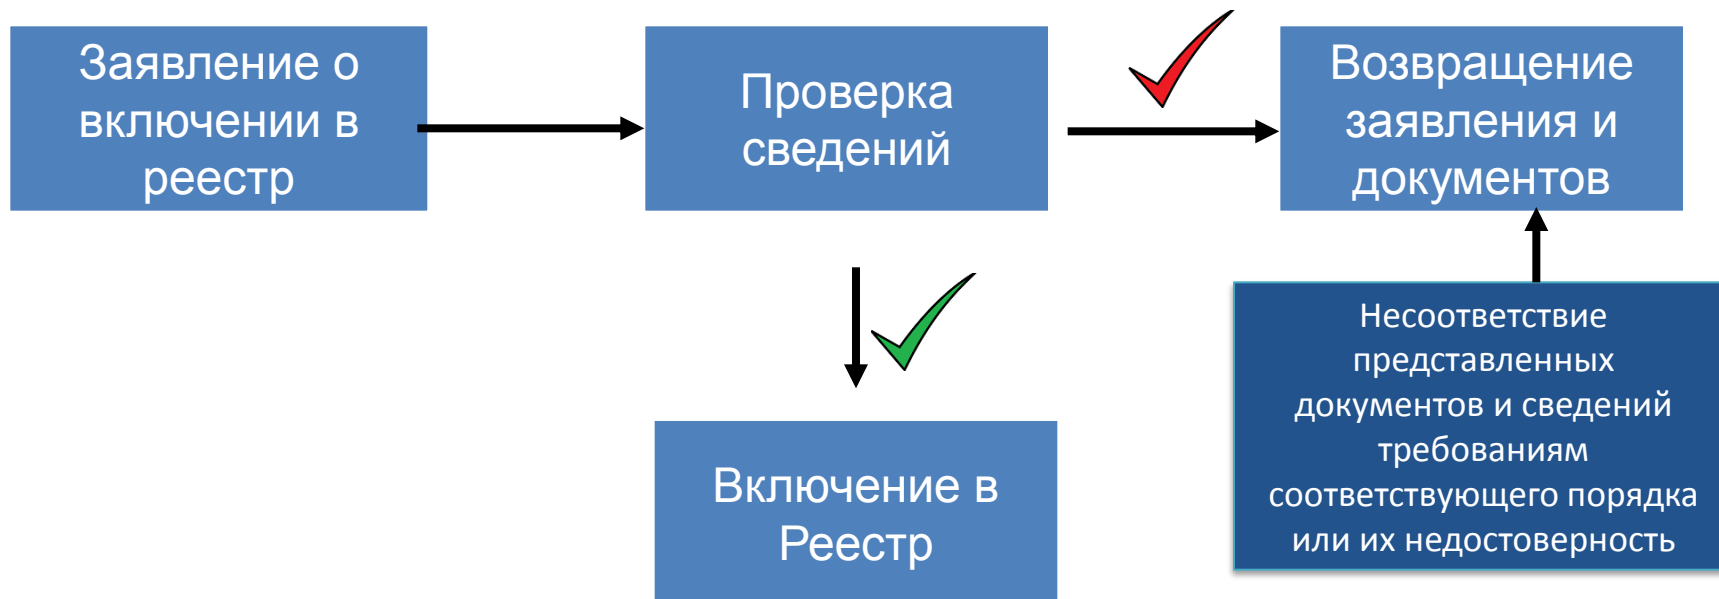 Заявление о
включении в
реестр
Проверка
сведений
Возвращение
заявления и
документов
Несоответствие
представленных
документов и сведений
требованиям
соответствующего порядка
или их недостоверность
Включение в
Реестр